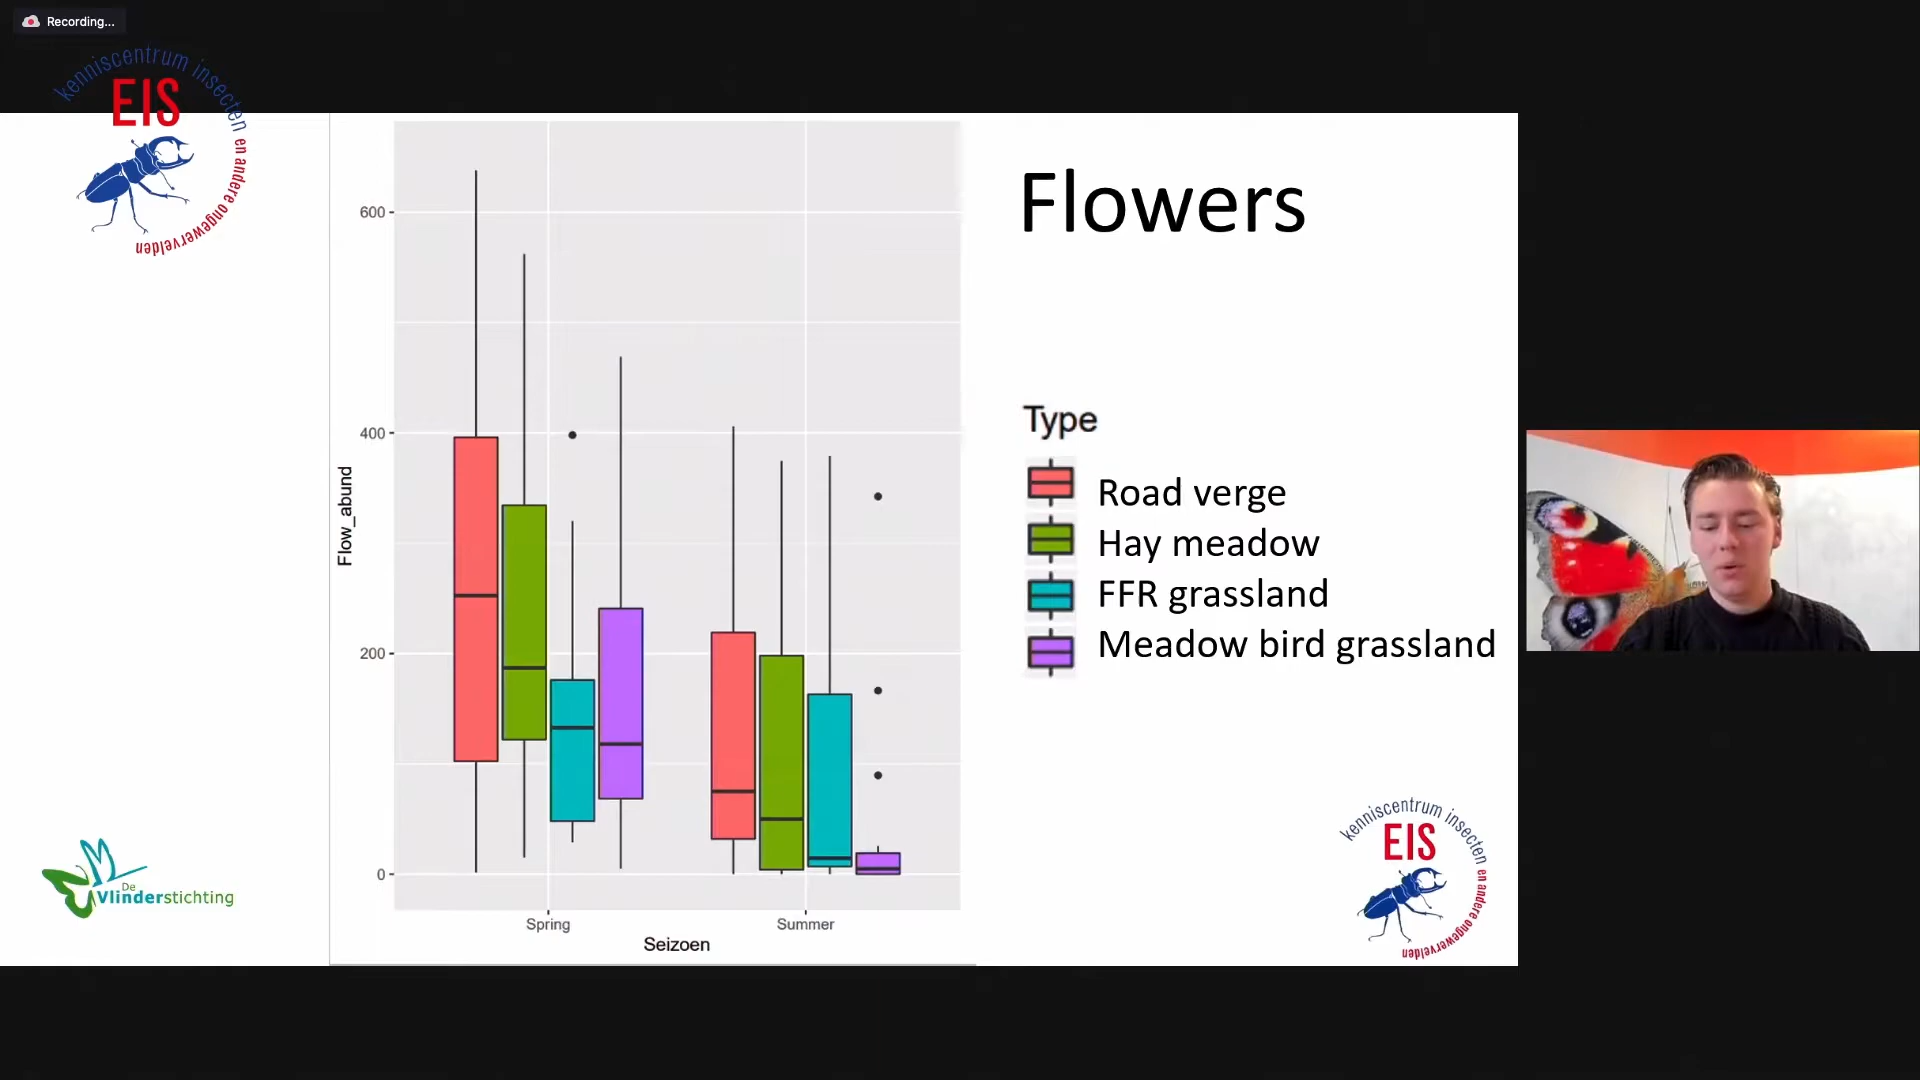 Recording...
kenniscentrum insecten
en andere ongewervelden
EIS
Flowers
600
400
200
0
Flow_abund
Spring
Summer
Seizoen
Type
Road verge
Hay meadow
FFR grassland
Meadow bird grassland
De
Vlinderstichting
kenniscentrum insecten
en andere ongewervelden
EIS